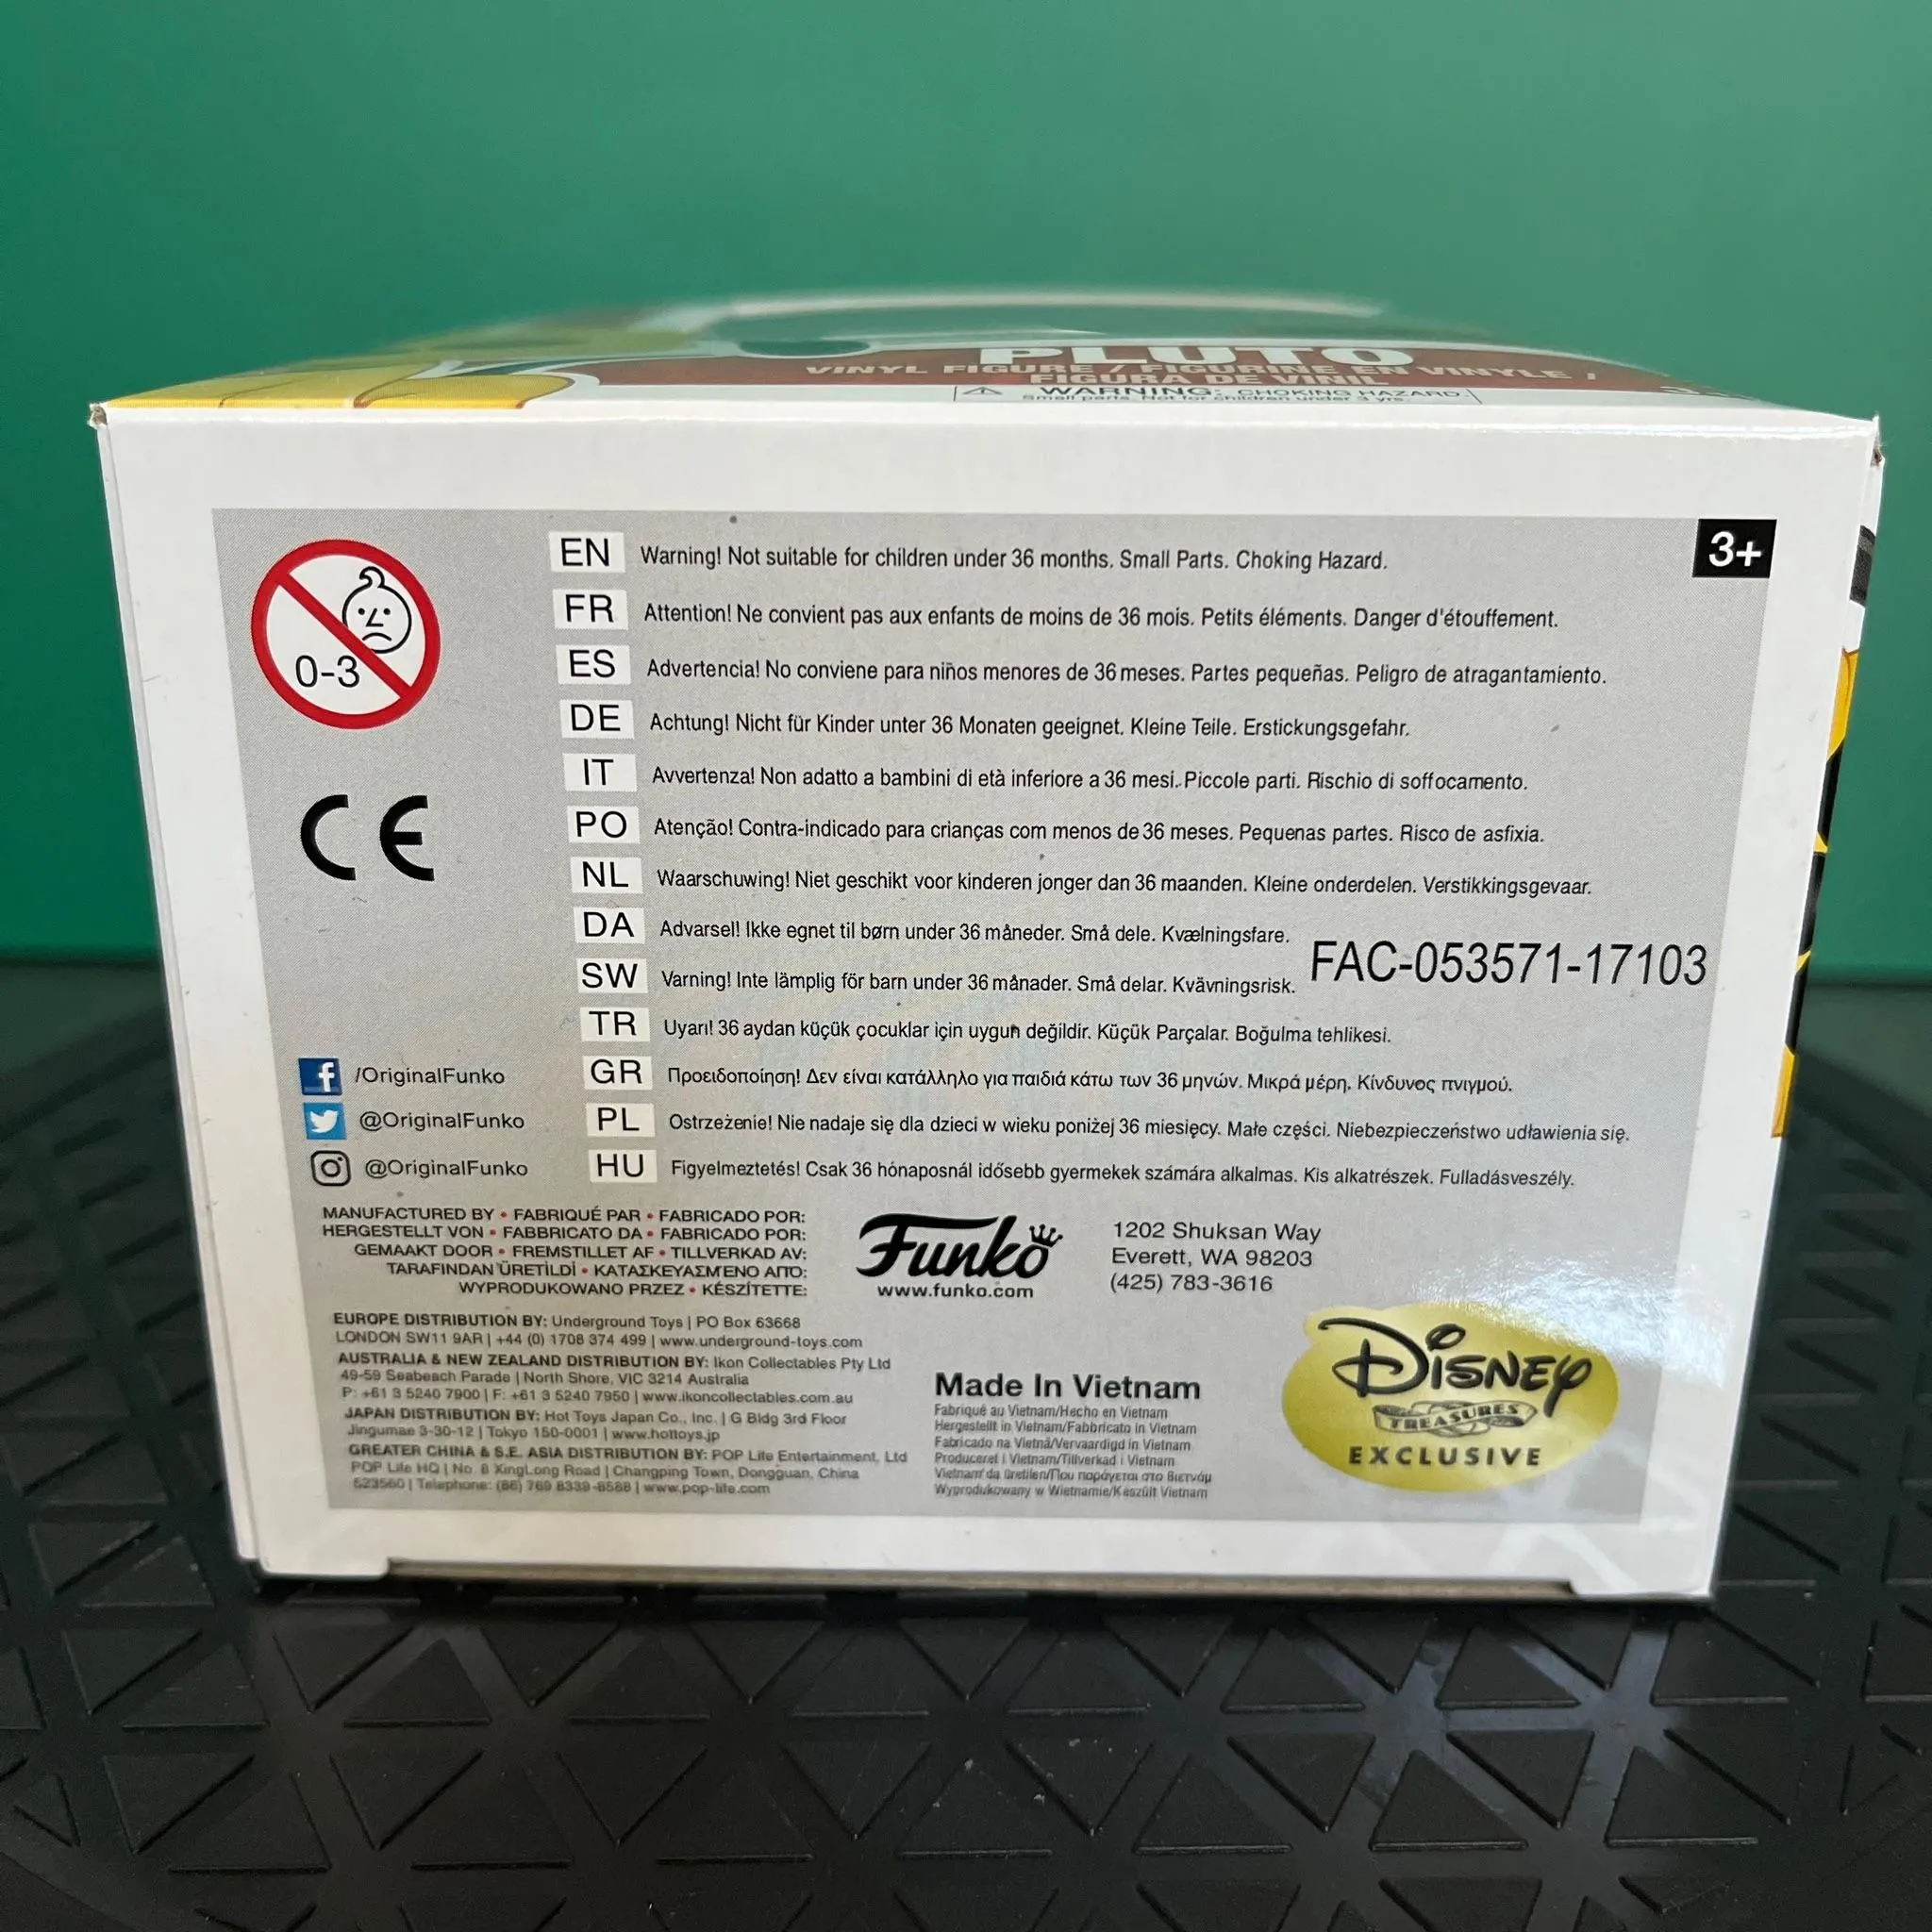 PLUTO
VINYL FIGURE / FIGURINE EN VINYLE /
FIGURA DE VINIL
WARNING: CHOKING HAZARD.
Small parts. Not for children under 3 yrs.
3+
0-3
EN Warning! Not suitable for children under 36 months. Small Parts. Choking Hazard.
FR Attention! Ne convient pas aux enfants de moins de 36 mois. Petits éléments. Danger d'étouffement.
ES Advertencia! No conviene para niños menores de 36 meses. Partes pequeñas. Peligro de atragantamiento.
DE Achtung! Nicht für Kinder unter 36 Monaten geeignet. Kleine Teile. Erstickungsgefahr.
IT Avvertenza! Non adatto a bambini di età inferiore a 36 mesi. Piccole parti. Rischio di soffocamento.
CE
PO Atenção! Contra-indicado para crianças com menos de 36 meses. Pequenas partes. Risco de asfixia.
NL Waarschuwing! Niet geschikt voor kinderen jonger dan 36 maanden. Kleine onderdelen. Verstikkingsgevaar.
DA Advarsel! Ikke egnet til børn under 36 måneder. Små dele. Kvælningsfare.
FAC-053571-17103
SW Varning! Inte lämplig för barn under 36 månader. Små delar. Kvävningsrisk.
TR Uyarı! 36 aydan küçük çocuklar için uygun değildir. Küçük Parçalar. Boğulma tehlikesi.
GR Προειδοποίηση! Δεν είναι κατάλληλο για παιδιά κάτω των 36 μηνών. Μικρά μέρη. Κίνδυνος πνιγμού.
PL Ostrzeżenie! Nie nadaje się dla dzieci w wieku poniżej 36 miesięcy. Małe części. Niebezpieczeństwo udławienia się.
HU Figyelmeztetés! Csak 36 hónaposnál idősebb gyermekek számára alkalmas. Kis alkatrészek. Fulladásveszély.
/OriginalFunko
@OriginalFunko
@OriginalFunko
MANUFACTURED BY • FABRIQUÉ PAR • FABRICADO POR:
HERGESTELLT VON • FABBRICATO DA • FABRICADO POR:
GEMAAKT DOOR • FREMSTILLET AF • TILLVERKAD AV:
TARAFINDAN ÜRETİLDİ • ΚΑΤΑΣΚΕΥΑΣΜΈΝΟ ΑΠΌ:
WYPRODUKOWANO PRZEZ • KÉSZÍTETTE:
Funko
www.funko.com
1202 Shuksan Way
Everett, WA 98203
(425) 783-3616
EUROPE DISTRIBUTION BY: Underground Toys | PO Box 63668
LONDON SW11 9AR | +44 (0) 1708 374 499 | www.underground-toys.com
AUSTRALIA & NEW ZEALAND DISTRIBUTION BY: Ikon Collectables Pty Ltd
49-59 Seabeach Parade | North Shore, VIC 3214 Australia
P: +61 3 5240 7900 | F: +61 3 5240 7950 | www.ikoncollectables.com.au
JAPAN DISTRIBUTION BY: Hot Toys Japan Co., Inc. | G Bldg 3rd Floor
Jingumae 3-30-12 | Tokyo 150-0001 | www.hottoys.jp
GREATER CHINA & S.E. ASIA DISTRIBUTION BY: POP Life Entertainment, Ltd
POP Life HQ | No. 8 XingLong Road | Changping Town, Dongguan, China
523560 | Telephone: (86) 769 8339-8588 | www.pop-life.com
Made In Vietnam
Fabriqué au Vietnam/Hecho en Vietnam
Hergestellt in Vietnam/Fabbricato in Vietnam
Fabricado na Vietnã/Vervaardigd in Vietnam
Produceret i Vietnam/Tillverkad i Vietnam
Vietnam'da üretilen/Που παράγεται στο Βιετνάμ
Wyprodukowany w Wietnamie/Készült Vietnam
DISNEY
TREASURES
EXCLUSIVE